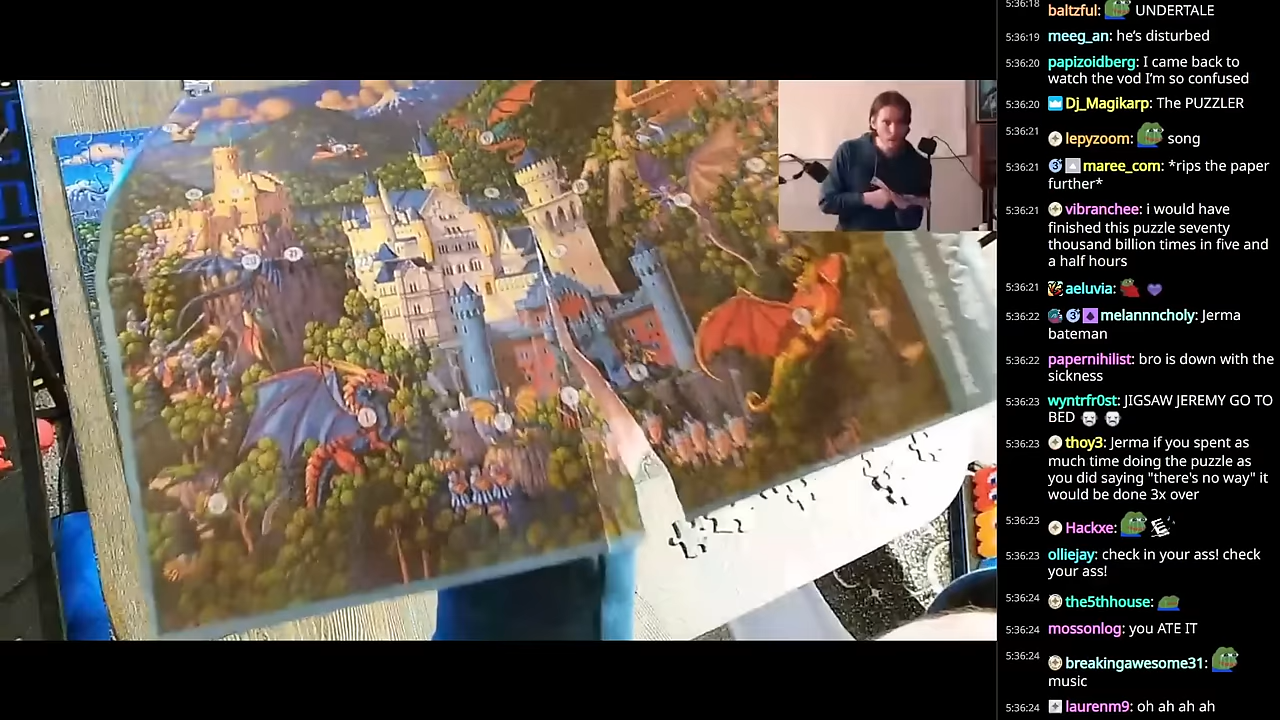 5:36:18
baltzful: UNDERTALE
5:36:19
meeg_an: he's disturbed
5:36:20
papizoidberg: I came back to
watch the vod I'm so confused
5:36:20
Dj_Magikarp: The PUZZLER
5:36:21
lepyzoom: song
5:36:21
maree_com: *rips the paper
further*
5:36:21
vibranchee: i would have
finished this puzzle seventy
thousand billion times in five and
a half hours
5:36:21
aeluvia:
5:36:22
melannncholy: Jerma
bateman
5:36:22
papernihilist: bro is down with the
sickness
5:36:23
wyntrfr0st: JIGSAW JEREMY GO TO
BED
5:36:23
thoy3: Jerma if you spent as
much time doing the puzzle as
you did saying "there's no way" it
would be done 3x over
5:36:23
Hackxe:
5:36:23
olliejay: check in your ass! check
your ass!
5:36:24
the5thhouse:
5:36:24
mossonlog: you ATE IT
5:36:24
breakingawesome31:
music
5:36:24
laurenm9: oh ah ah ah